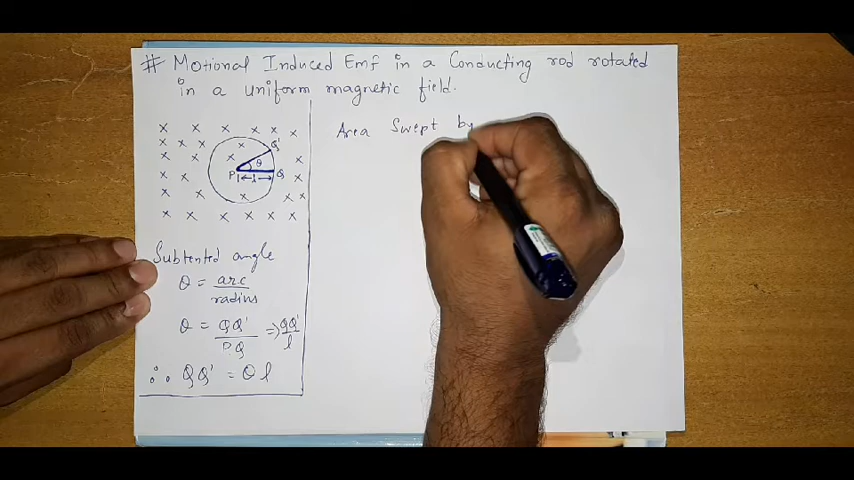 # Motional Induced Emf in a Conducting rod rotated
in a uniform magnetic field.
Q'
θ
P Q
l
Subtented angle
θ = arc/radius
θ = QQ'/PQ => QQ'/l
∴ QQ' = θl
Area Swept by